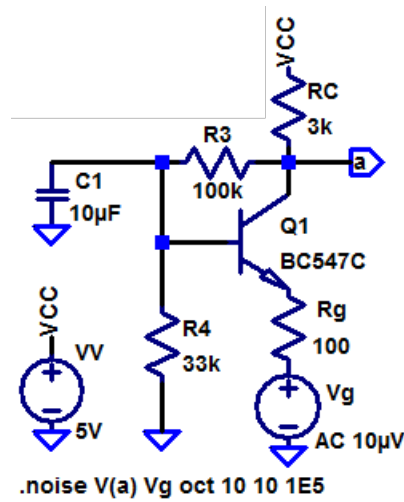 VCC
RC
3k
R3
100k
a
C1
10µF
Q1
BC547C
R4
33k
Rg
100
VCC
VV
5V
Vg
AC 10µV
.noise V(a) Vg oct 10 10 1E5